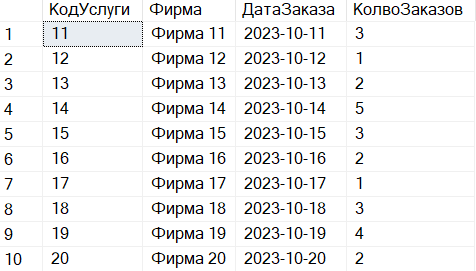 КодУслуги Фирма ДатаЗаказа КолвоЗаказов
1 11 Фирма 11 2023-10-11 3
2 12 Фирма 12 2023-10-12 1
3 13 Фирма 13 2023-10-13 2
4 14 Фирма 14 2023-10-14 5
5 15 Фирма 15 2023-10-15 3
6 16 Фирма 16 2023-10-16 2
7 17 Фирма 17 2023-10-17 1
8 18 Фирма 18 2023-10-18 3
9 19 Фирма 19 2023-10-19 4
10 20 Фирма 20 2023-10-20 2